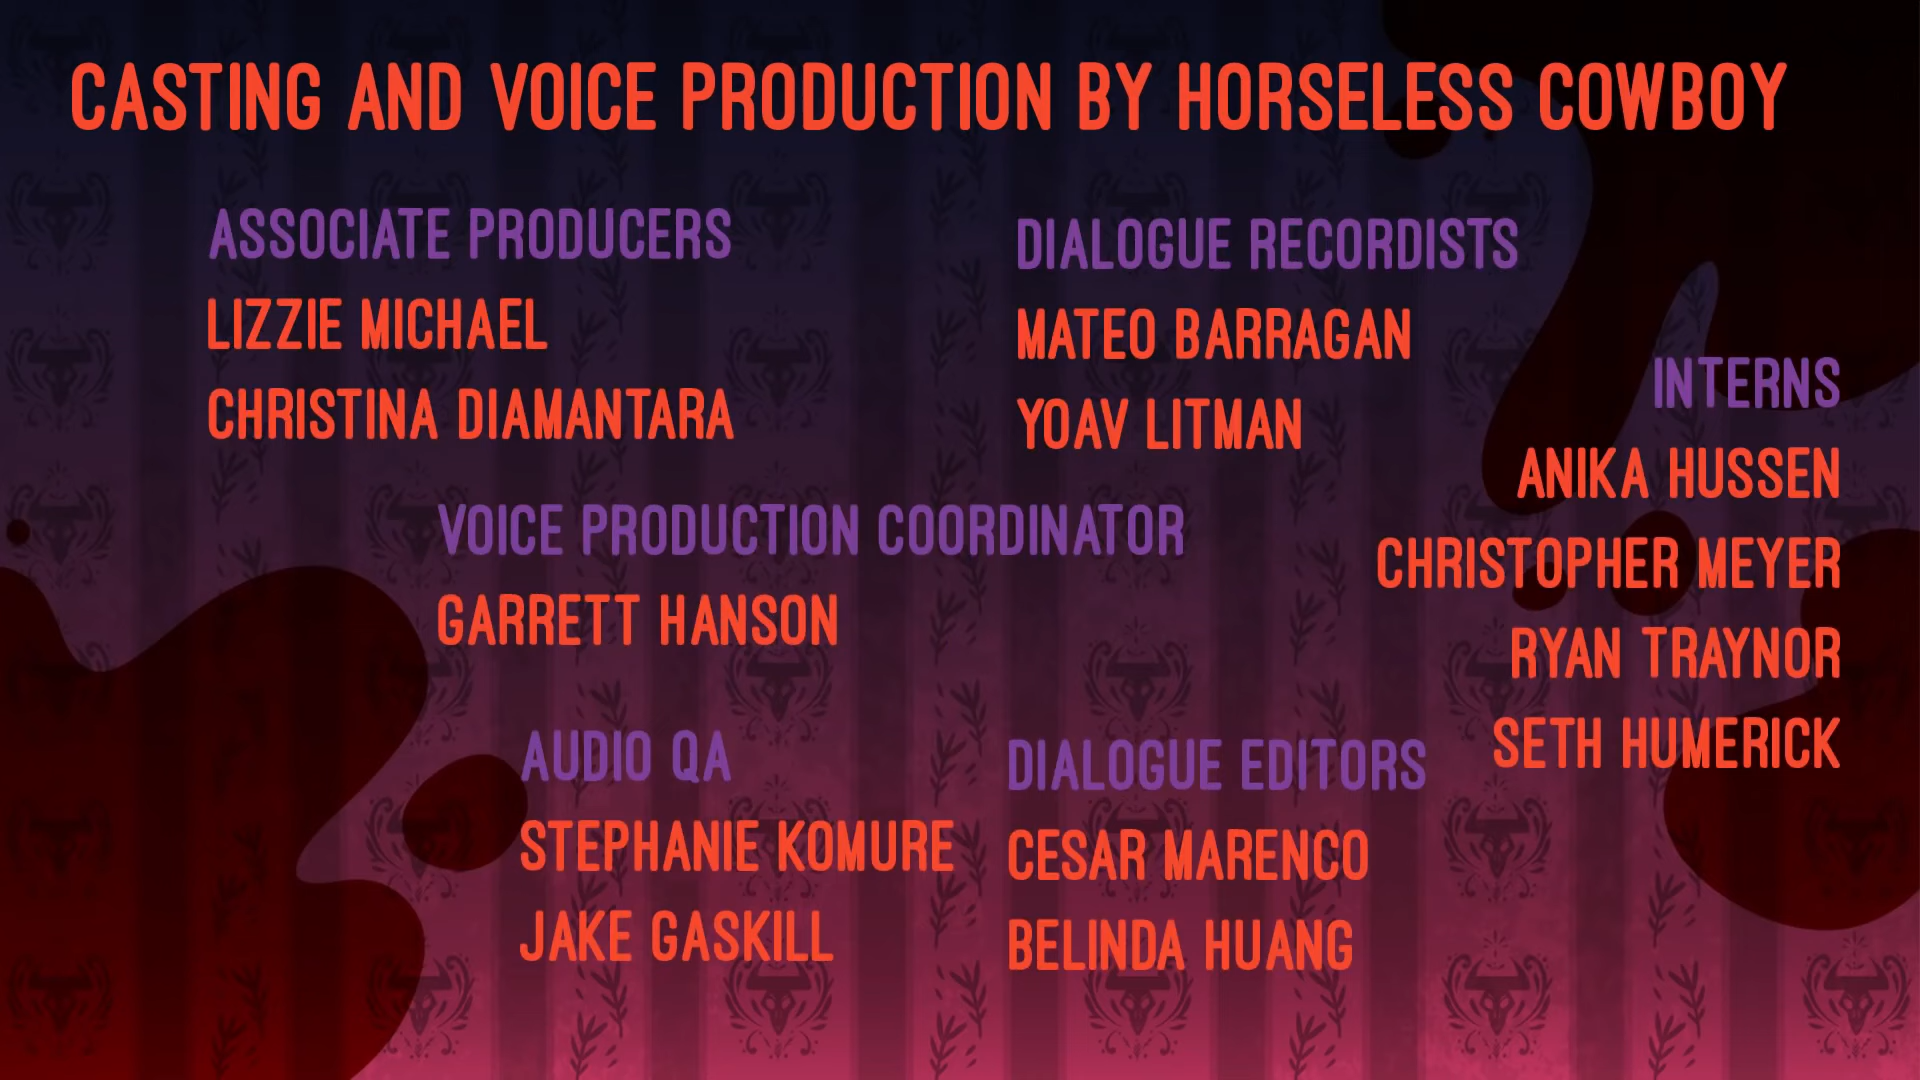 CASTING AND VOICE PRODUCTION BY HORSELESS COWBOY
ASSOCIATE PRODUCERS
LIZZIE MICHAEL
CHRISTINA DIAMANTARA
DIALOGUE RECORDISTS
MATEO BARRAGAN
YOAV LITMAN
INTERNS
ANIKA HUSSEN
CHRISTOPHER MEYER
RYAN TRAYNOR
SETH HUMERICK
VOICE PRODUCTION COORDINATOR
GARRETT HANSON
AUDIO QA
STEPHANIE KOMURE
JAKE GASKILL
DIALOGUE EDITORS
CESAR MARENCO
BELINDA HUANG